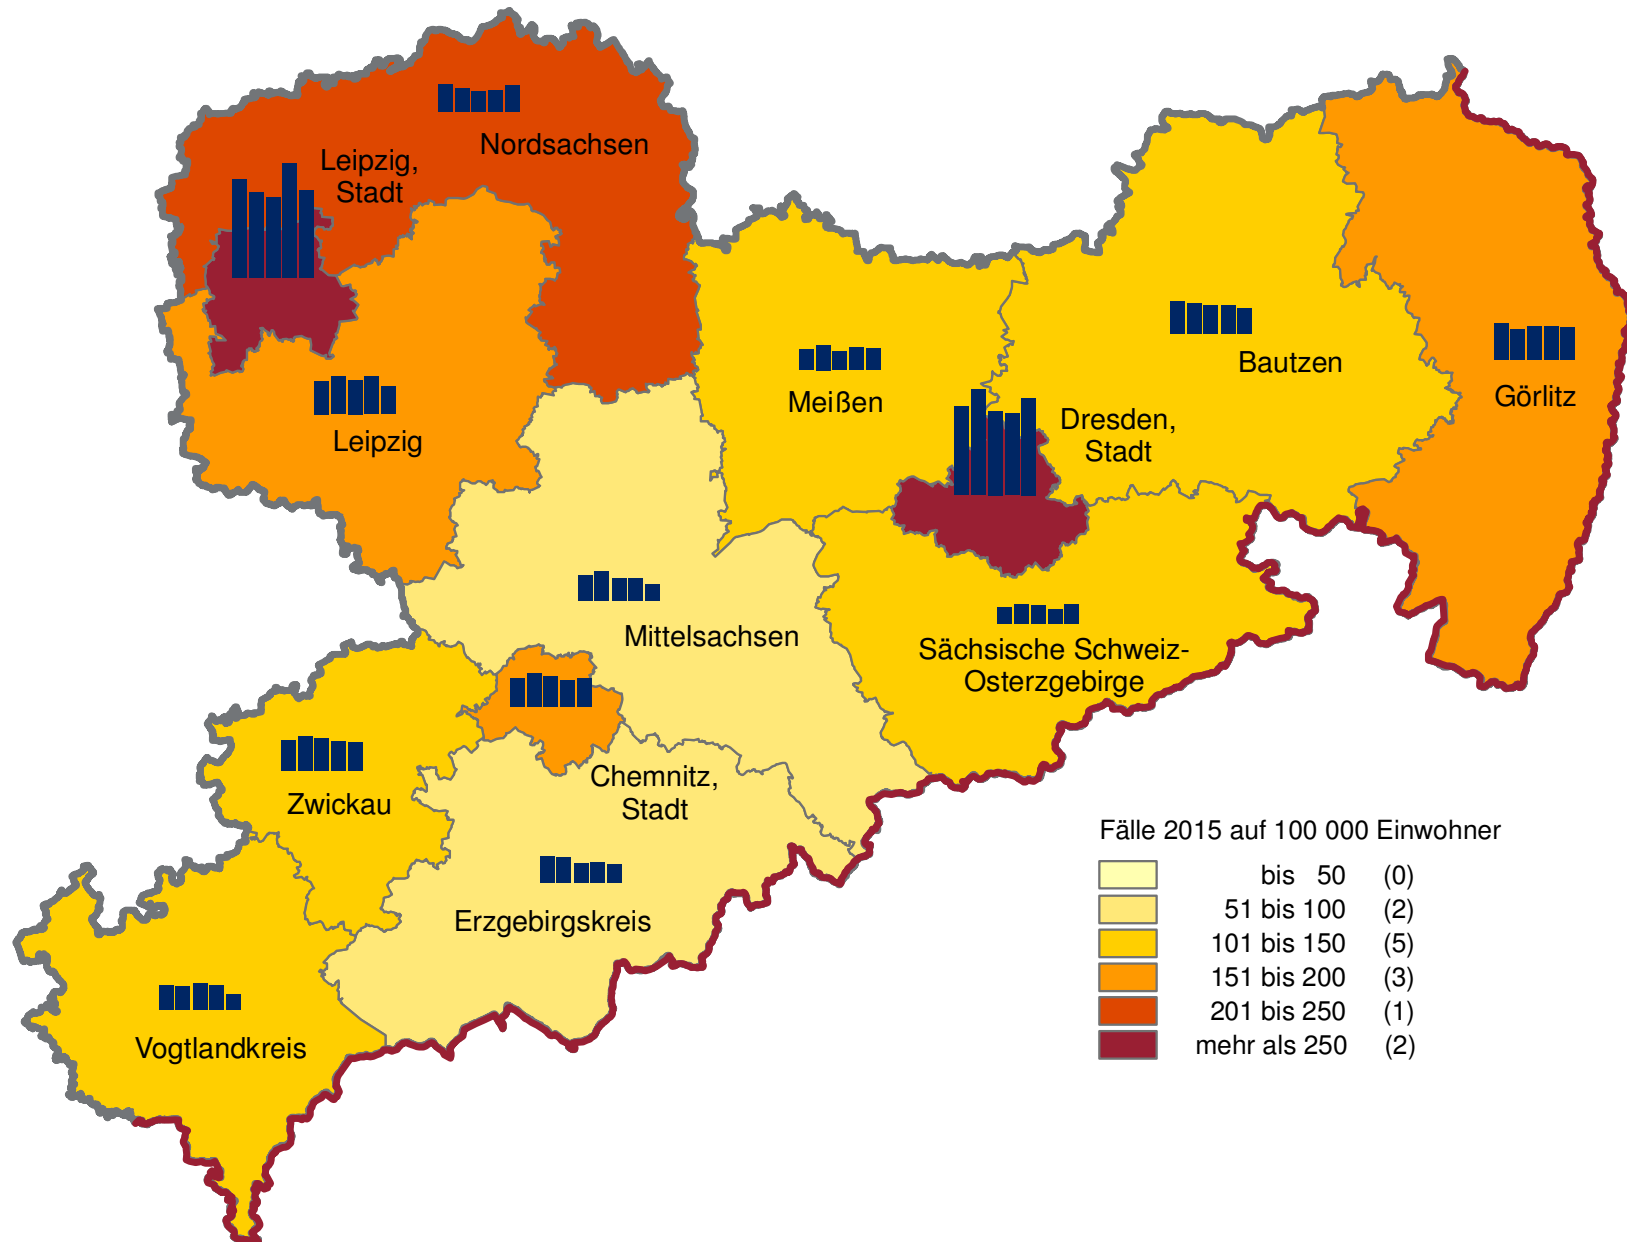 Nordsachsen
Leipzig,
Stadt
Leipzig
Meißen
Bautzen
Görlitz
Dresden,
Stadt
Mittelsachsen
Sächsische Schweiz-
Osterzgebirge
Chemnitz,
Stadt
Zwickau
Erzgebirgskreis
Vogtlandkreis
Fälle 2015 auf 100 000 Einwohner
bis 50 (0)
51 bis 100 (2)
101 bis 150 (5)
151 bis 200 (3)
201 bis 250 (1)
mehr als 250 (2)